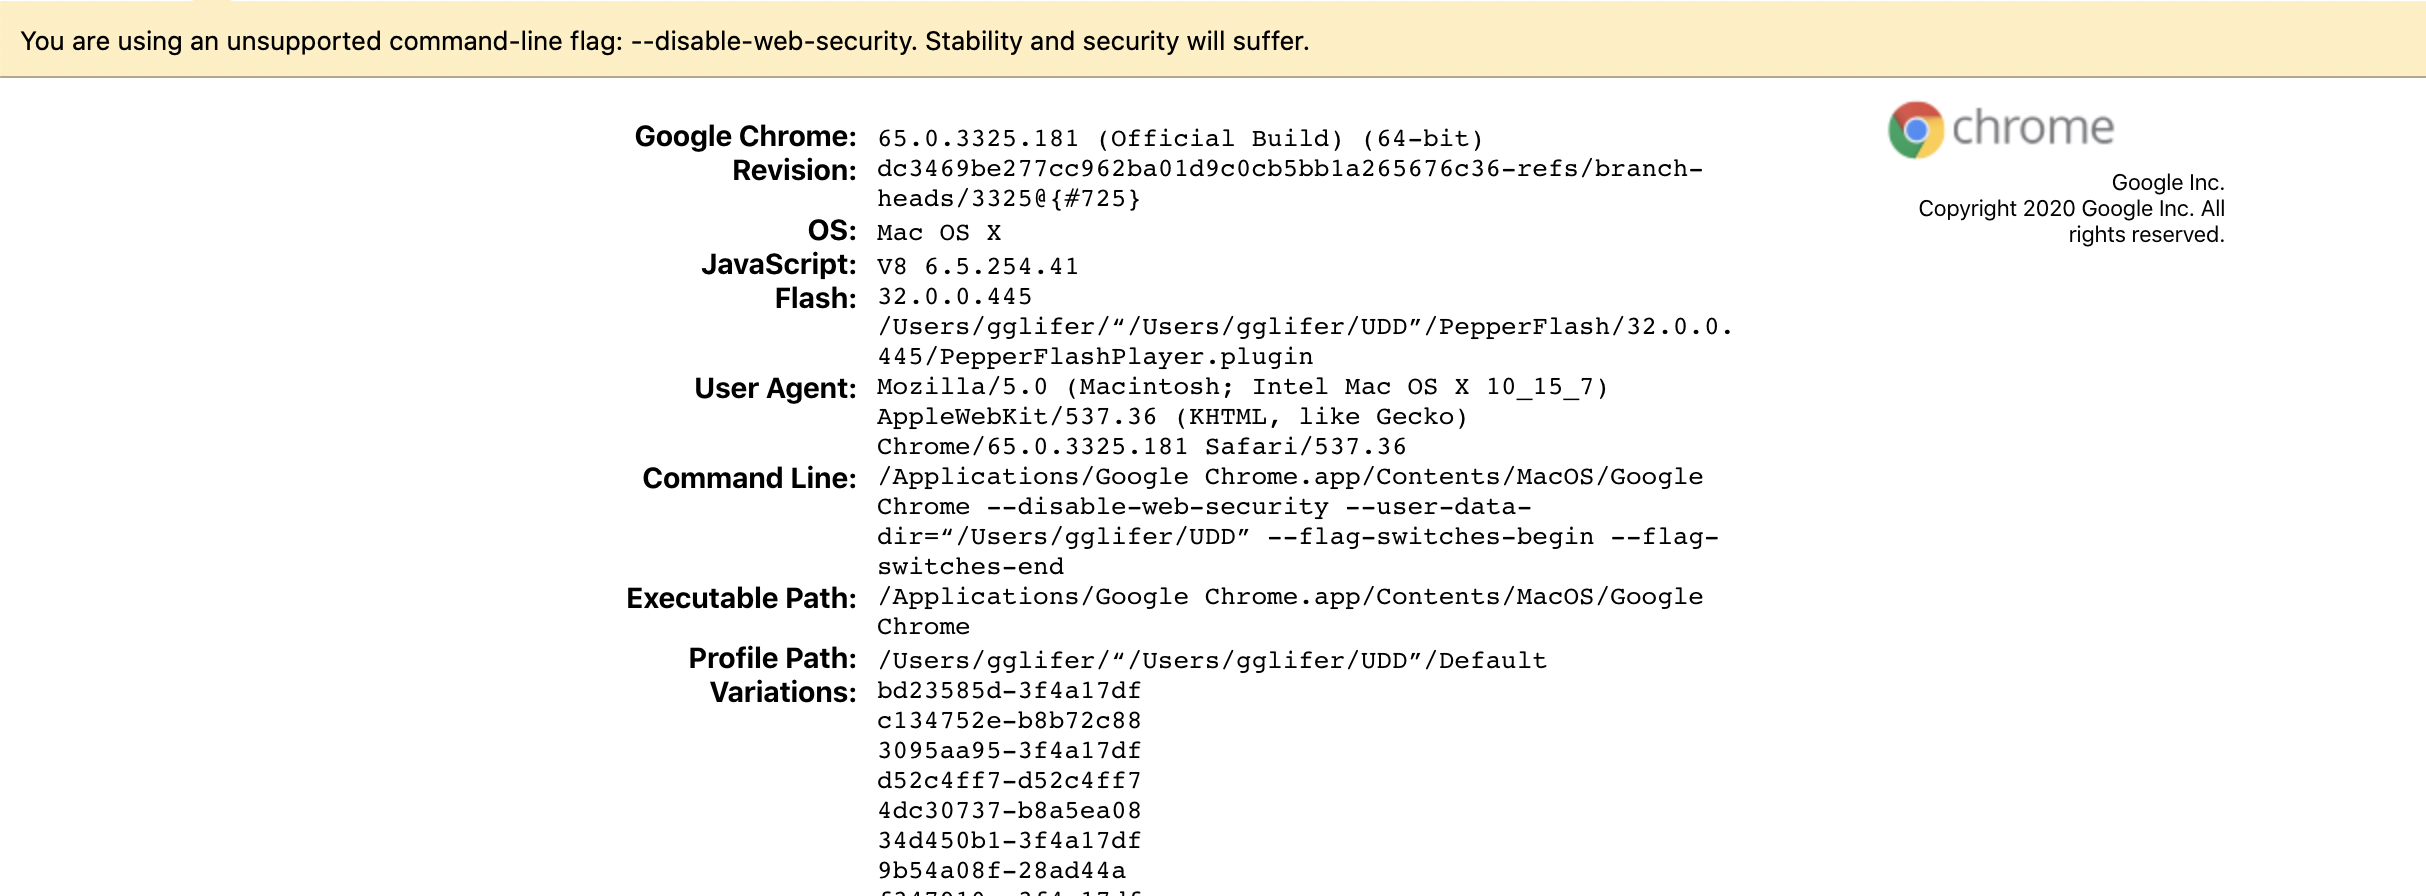 You are using an unsupported command-line flag: --disable-web-security. Stability and security will suffer.
chrome
Google Inc.
Copyright 2020 Google Inc. All
rights reserved.
Google Chrome: 65.0.3325.181 (Official Build) (64-bit)
Revision: dc3469be277cc962ba01d9c0cb5bb1a265676c36-refs/branch-
heads/3325@{#725}
OS: Mac OS X
JavaScript: V8 6.5.254.41
Flash: 32.0.0.445
/Users/gglifer/“/Users/gglifer/UDD”/PepperFlash/32.0.0.
445/PepperFlashPlayer.plugin
User Agent: Mozilla/5.0 (Macintosh; Intel Mac OS X 10_15_7)
AppleWebKit/537.36 (KHTML, like Gecko)
Chrome/65.0.3325.181 Safari/537.36
Command Line: /Applications/Google Chrome.app/Contents/MacOS/Google
Chrome --disable-web-security --user-data-
dir=“/Users/gglifer/UDD” --flag-switches-begin --flag-
switches-end
Executable Path: /Applications/Google Chrome.app/Contents/MacOS/Google
Chrome
Profile Path: /Users/gglifer/“/Users/gglifer/UDD”/Default
Variations: bd23585d-3f4a17df
c134752e-b8b72c88
3095aa95-3f4a17df
d52c4ff7-d52c4ff7
4dc30737-b8a5ea08
34d450b1-3f4a17df
9b54a08f-28ad44a